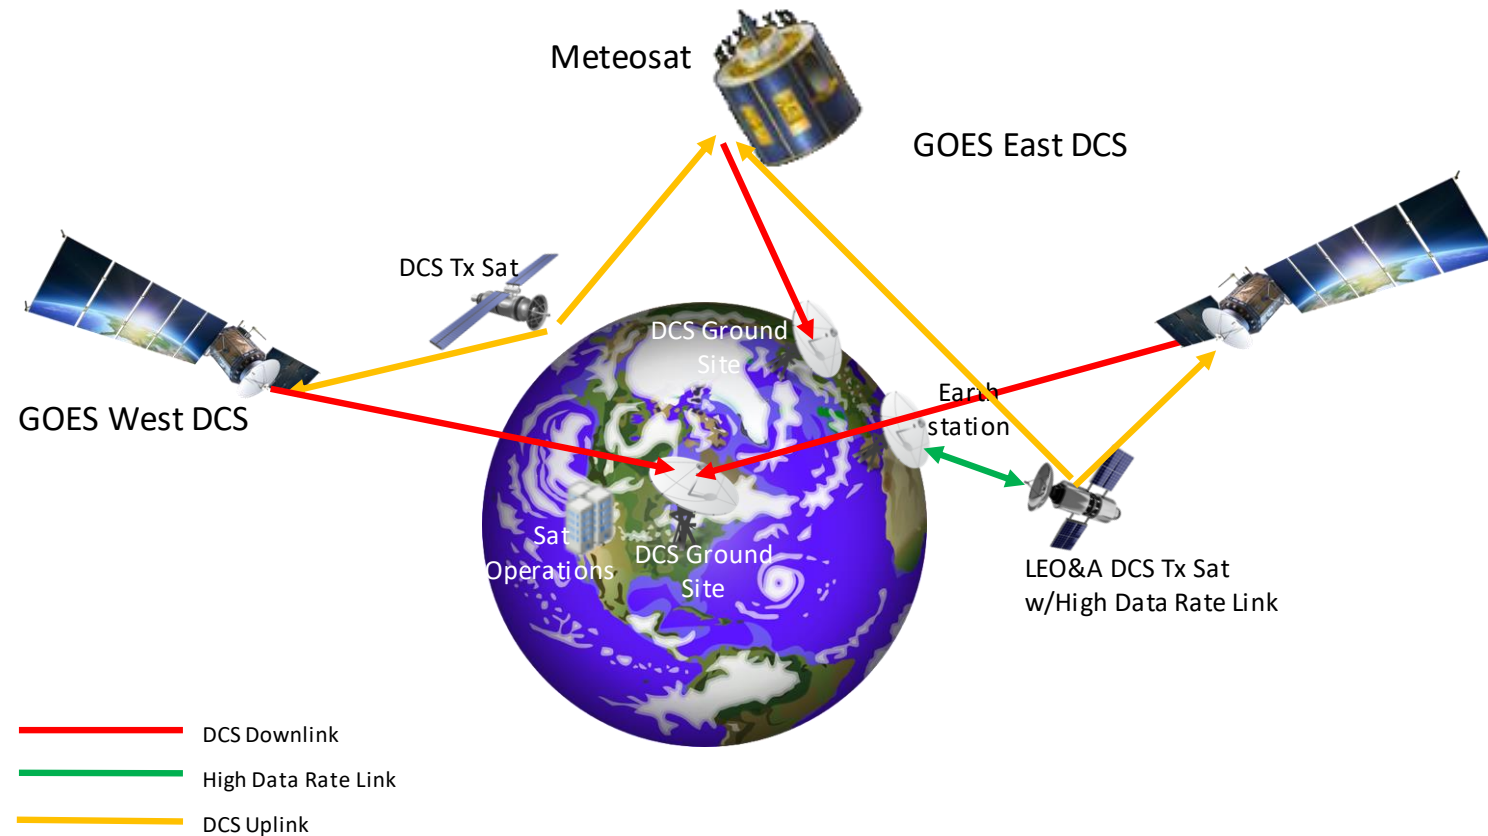 Meteosat
GOES East DCS
DCS Tx Sat
DCS Ground
Site
Earth
station
GOES West DCS
Sat
Operations
DCS Ground
Site
LEO&A DCS Tx Sat
w/High Data Rate Link
DCS Downlink
High Data Rate Link
DCS Uplink